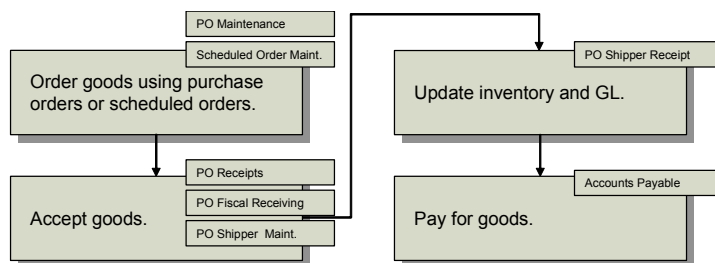 PO Maintenance
Scheduled Order Maint.
Order goods using purchase
orders or scheduled orders.
PO Receipts
PO Fiscal Receiving
PO Shipper Maint.
Accept goods.
PO Shipper Receipt
Update inventory and GL.
Accounts Payable
Pay for goods.